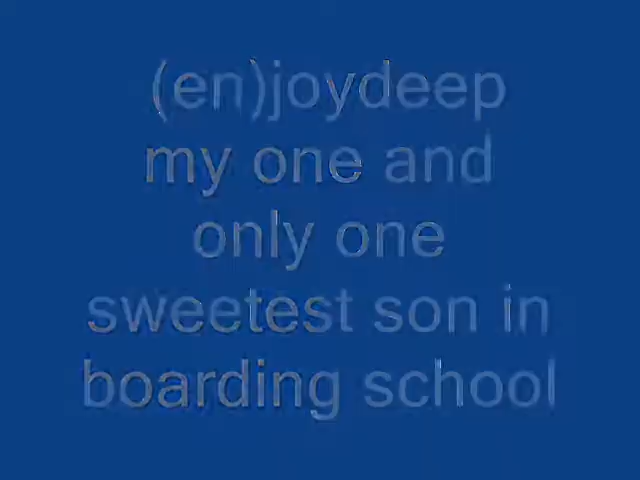 (en)joydeep
my one and
only one
sweetest son in
boarding school